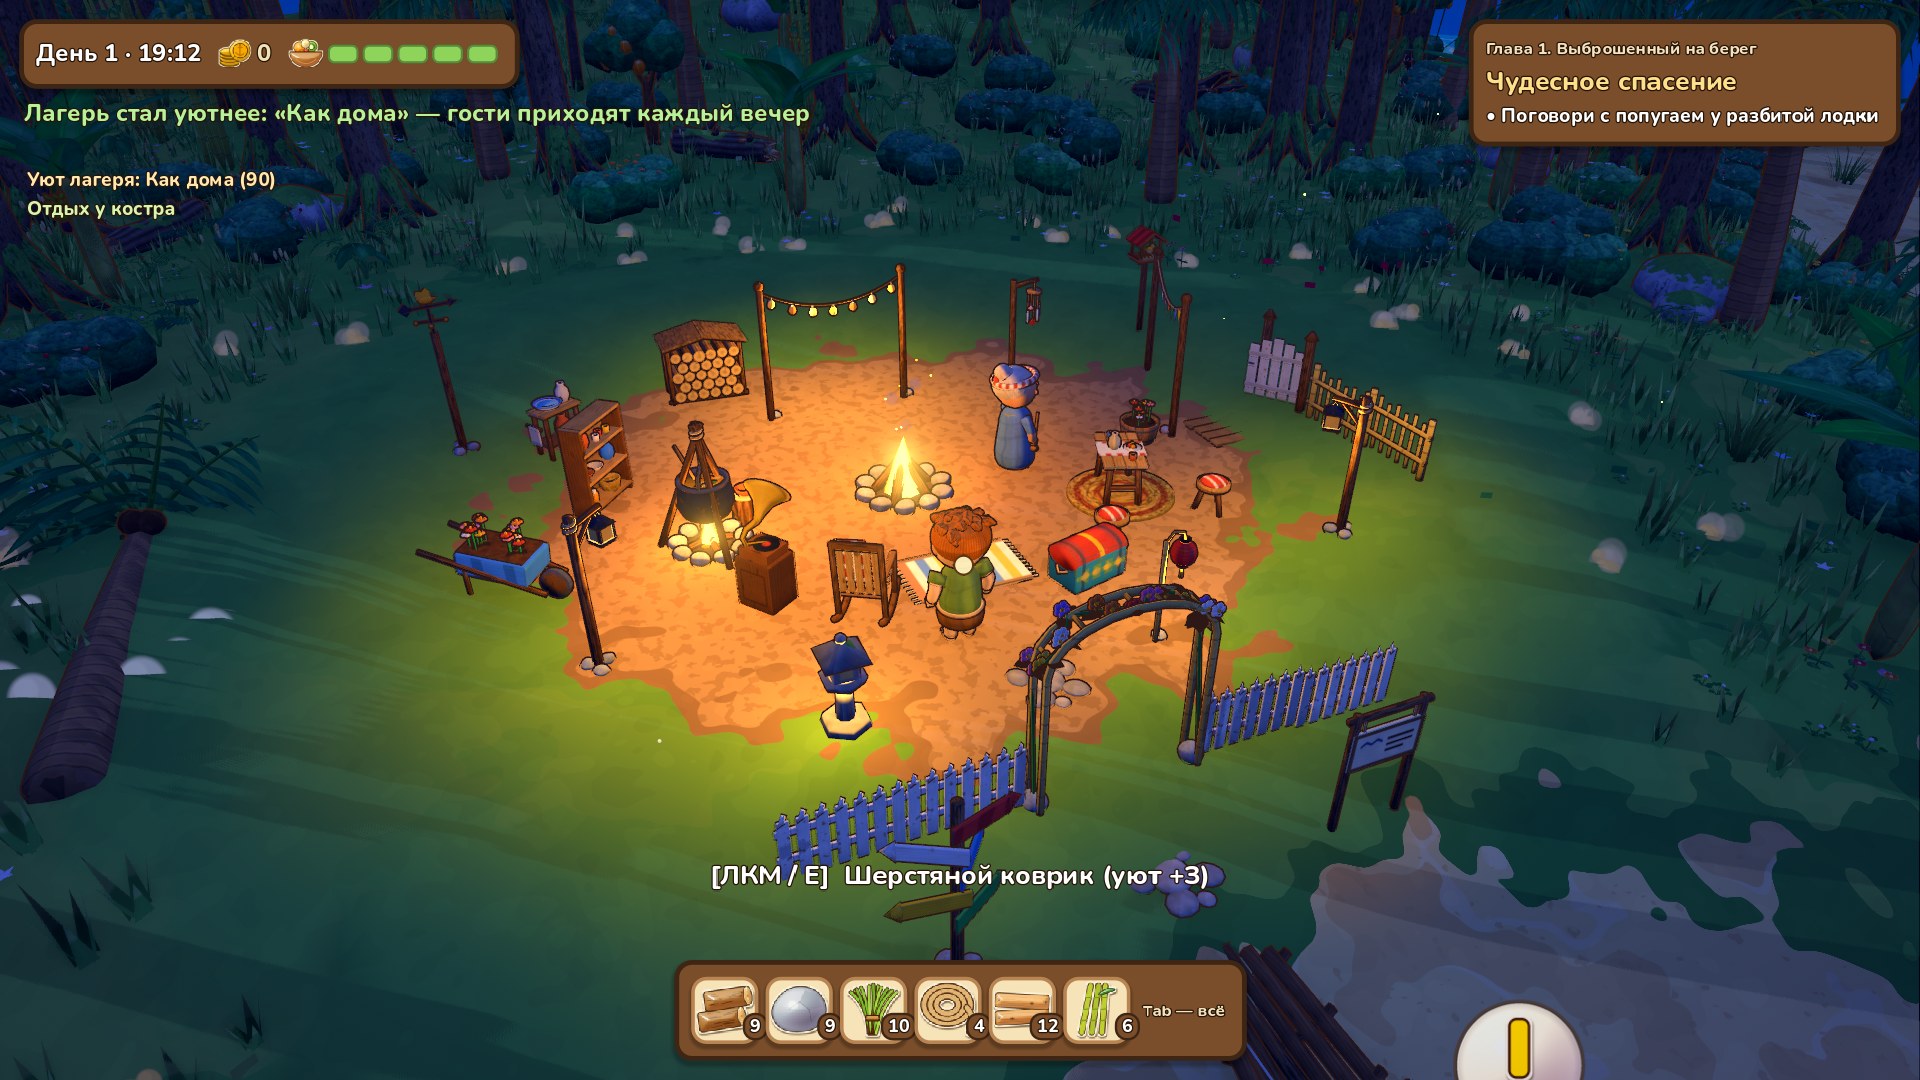 День 1 · 19:12 0
Лагерь стал уютнее: «Как дома» — гости приходят каждый вечер
Уют лагеря: Как дома (90)
Отдых у костра
Глава 1. Выброшенный на берег
Чудесное спасение
• Поговори с попугаем у разбитой лодки
[ЛКМ / E] Шерстяной коврик (уют +3)
9 9 10 4 12 6 Tab — всё